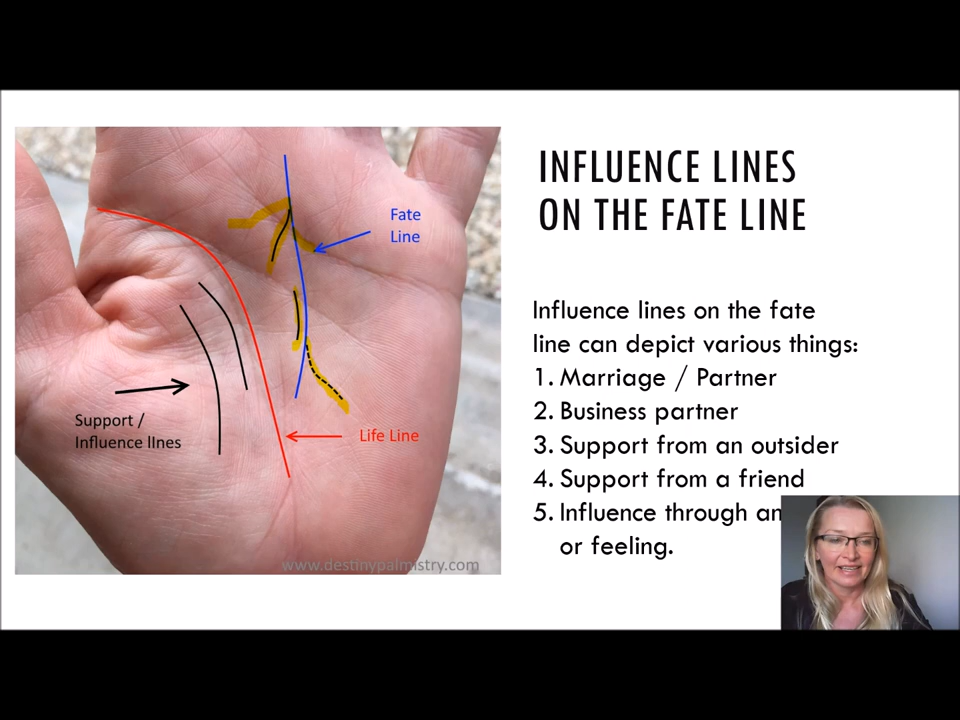 INFLUENCE LINES
ON THE FATE LINE
Fate
Line
Support /
Influence lInes
Life Line
www.destinypalmistry.com
Influence lines on the fate
line can depict various things:
1. Marriage / Partner
2. Business partner
3. Support from an outsider
4. Support from a friend
5. Influence through an
or feeling.